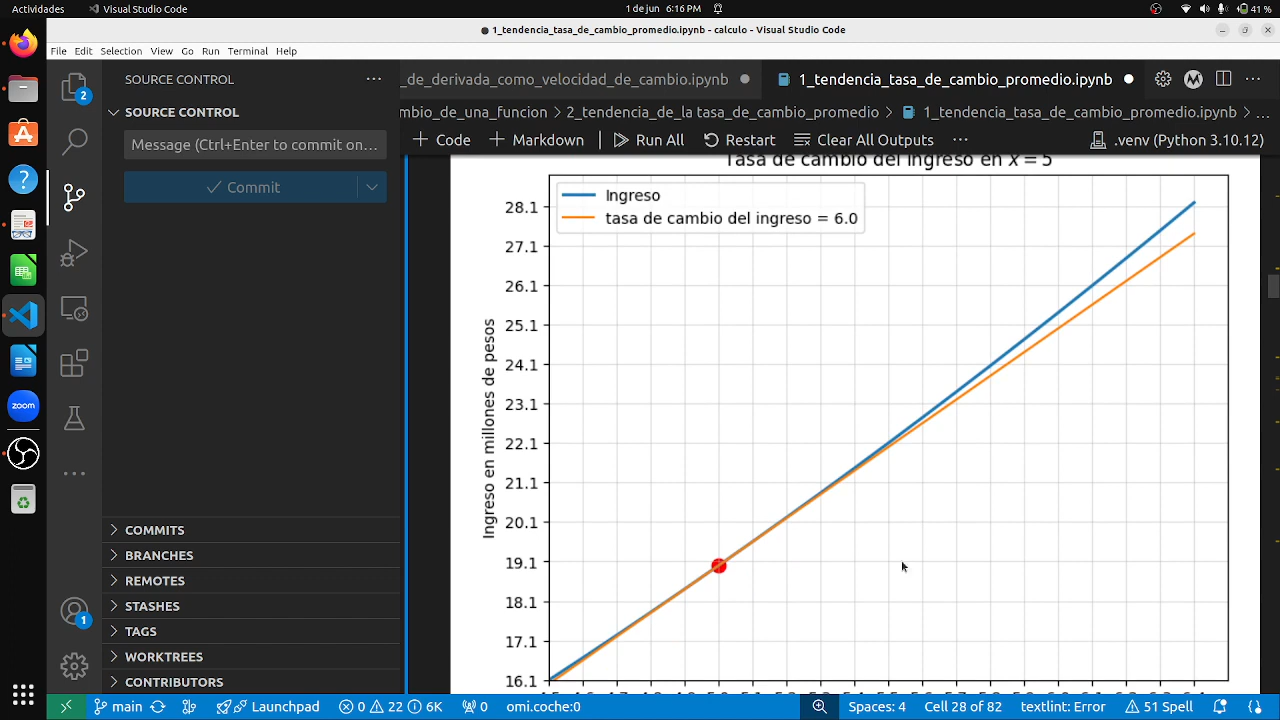 Actividades
Visual Studio Code
1 de jun 6:16 PM
41 %
1_tendencia_tasa_de_cambio_promedio.ipynb - calculo - Visual Studio Code
File Edit Selection View Go Run Terminal Help
SOURCE CONTROL
SOURCE CONTROL
Message (Ctrl+Enter to commit on...
Commit
COMMITS
BRANCHES
REMOTES
STASHES
TAGS
WORKTREES
CONTRIBUTORS
2
1
zoom
_de_derivada_como_velocidad_de_cambio.ipynb
1_tendencia_tasa_de_cambio_promedio.ipynb
mbio_de_una_funcion > 2_tendencia_de_la tasa_de_cambio_promedio > 1_tendencia_tasa_de_cambio_promedio.ipynb > ...
+ Code + Markdown Run All Restart Clear All Outputs ... .venv (Python 3.10.12)
Tasa de cambio del ingreso en x = 5
Ingreso
tasa de cambio del ingreso = 6.0
Ingreso en millones de pesos
28.1
27.1
26.1
25.1
24.1
23.1
22.1
21.1
20.1
19.1
18.1
17.1
16.1
main Launchpad 0 22 6K 0 omi.coche:0 Spaces: 4 Cell 28 of 82 textlint: Error 51 Spell